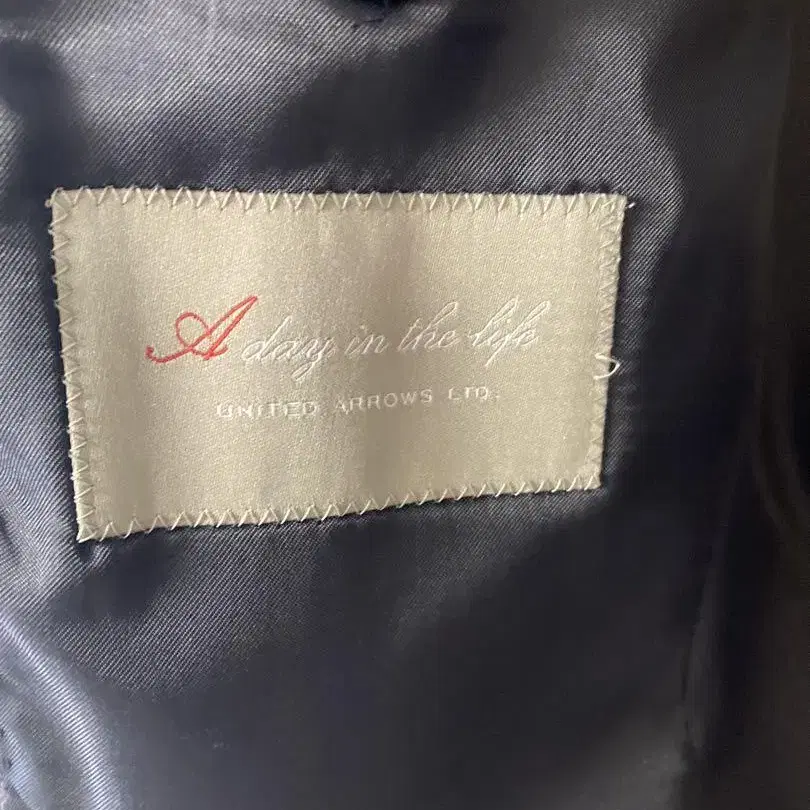 A day in the life
UNITED ARROWS LTD.